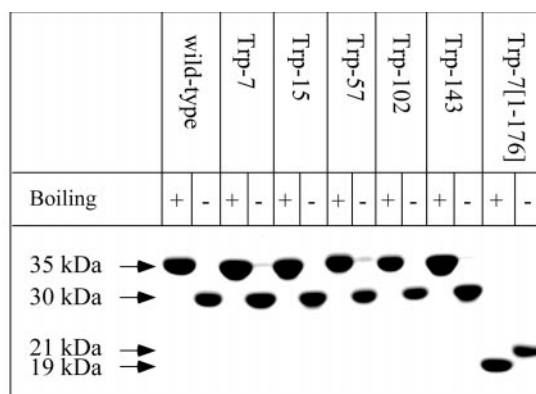 wild-type
Trp-7
Trp-15
Trp-57
Trp-102
Trp-143
Trp-7[1-176]
Boiling + - + - + - + - + - + - + -
35 kDa
30 kDa
21 kDa
19 kDa